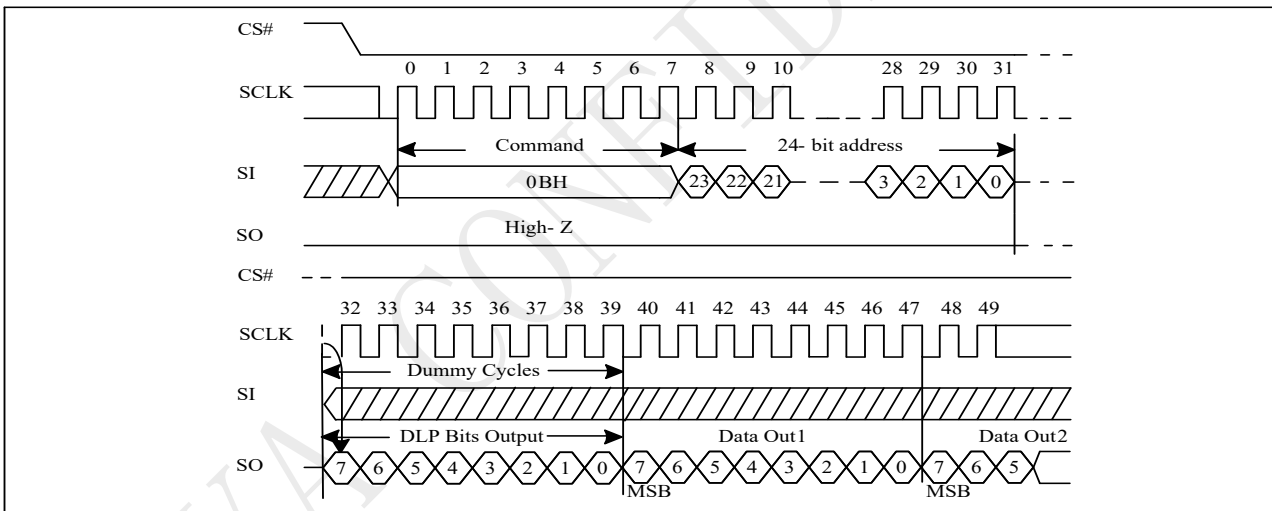 CS#
0 1 2 3 4 5 6 7 8 9 10 28 29 30 31
SCLK
Command 24- bit address
SI
0BH 23 22 21 3 2 1 0
High- Z
SO
CS#
32 33 34 35 36 37 38 39 40 41 42 43 44 45 46 47 48 49
SCLK
Dummy Cycles
SI
DLP Bits Output Data Out1 Data Out2
SO 7 6 5 4 3 2 1 0 7 6 5 4 3 2 1 0 7 6 5
MSB MSB